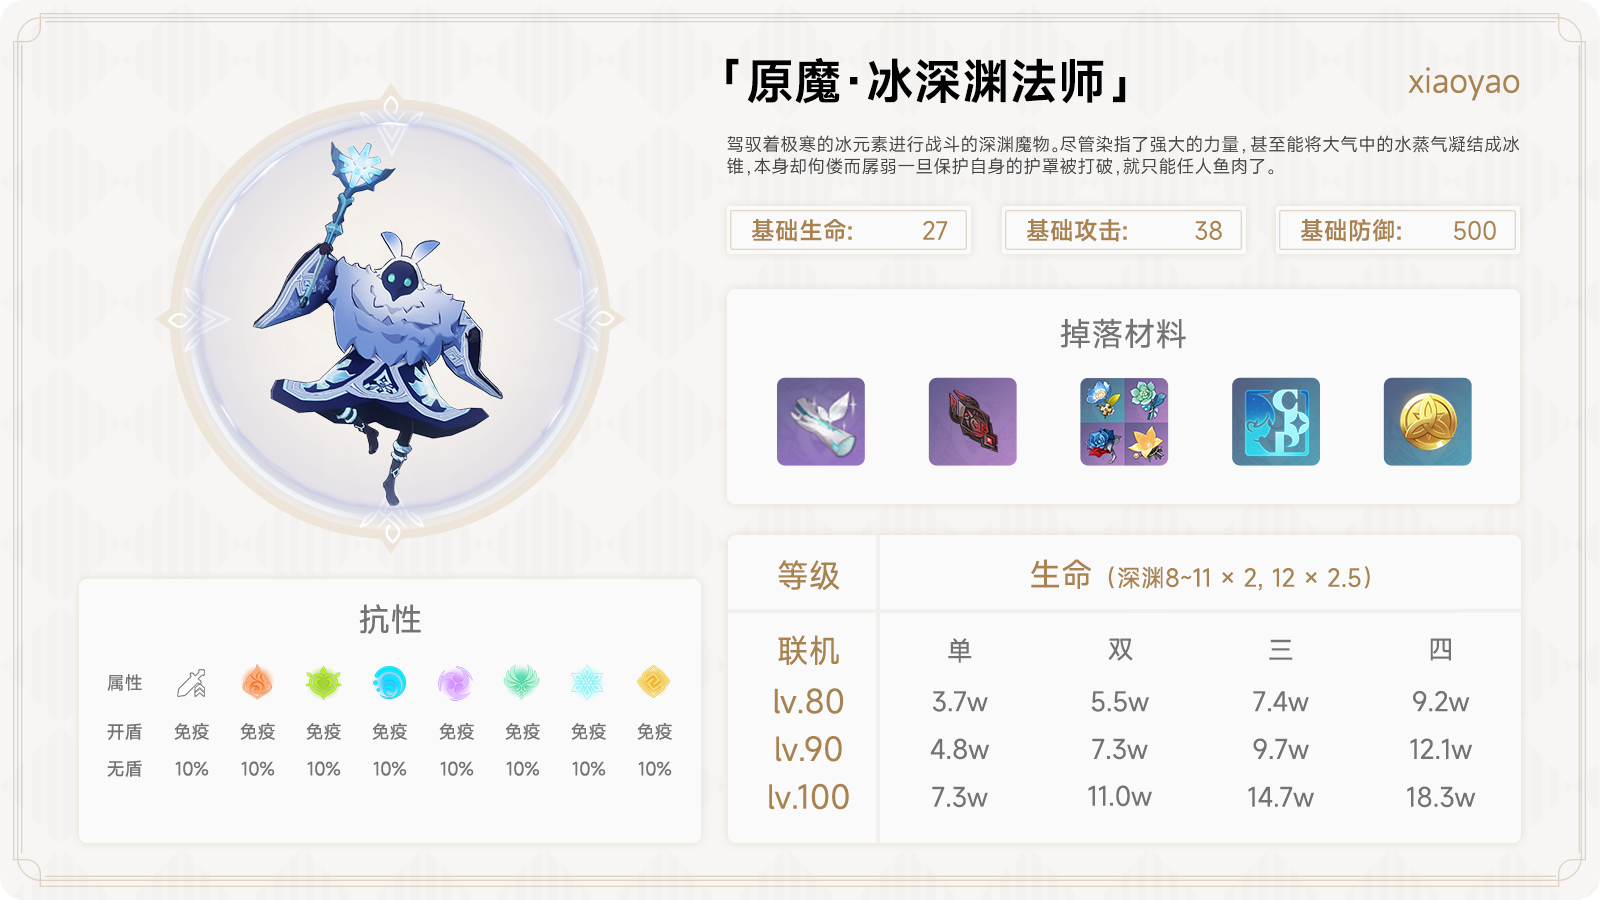 「原魔·冰深渊法师」
xiaoyao
驾驭着极寒的冰元素进行战斗的深渊魔物。尽管染指了强大的力量,甚至能将大气中的水蒸气凝结成冰
锥,本身却佝偻而孱弱一旦保护自身的护罩被打破,就只能任人鱼肉了。
基础生命: 27
基础攻击: 38
基础防御: 500
掉落材料
抗性
属性
开盾 免疫 免疫 免疫 免疫 免疫 免疫 免疫 免疫
无盾 10% 10% 10% 10% 10% 10% 10% 10%
等级 生命（深渊8~11 × 2, 12 × 2.5）
联机 单 双 三 四
lv.80 3.7w 5.5w 7.4w 9.2w
lv.90 4.8w 7.3w 9.7w 12.1w
lv.100 7.3w 11.0w 14.7w 18.3w